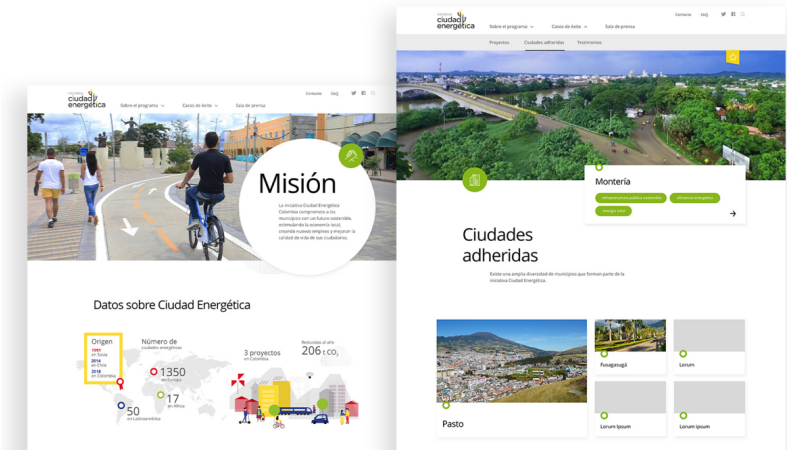 iniciativa
ciudad
energética
Sobre el programa
Casos de éxito
Sala de prensa
Contacto
FAQ
Misión
La iniciativa Ciudad Energética
Colombia compromete a los
municipios con un futuro sostenible,
estimulando la economía local,
creando nuevos empleos y mejoran la
calidad de vida de sus ciudadanos.
Datos sobre Ciudad Energética
Origen
1991
en Suiza
2014
en Chile
2018
en Colombia
Número de
ciudades energéticas
1350
en Europa
17
en África
50
en Latinoamérica
3 proyectos
en Colombia
Reducidas al año
206 t CO₂
iniciativa
ciudad
energética
Sobre el programa
Casos de éxito
Sala de prensa
Contacto
FAQ
Proyectos
Ciudades adheridas
Testimonios
Montería
infraestructura pública sostenible
eficiencia energética
energía solar
Ciudades
adheridas
Existe una amplia diversidad de municipios que forman parte de la
iniciativa Ciudad Energética.
Pasto
Fusagasugá
Lorum
Lorum ipsum
Lorum ipsum